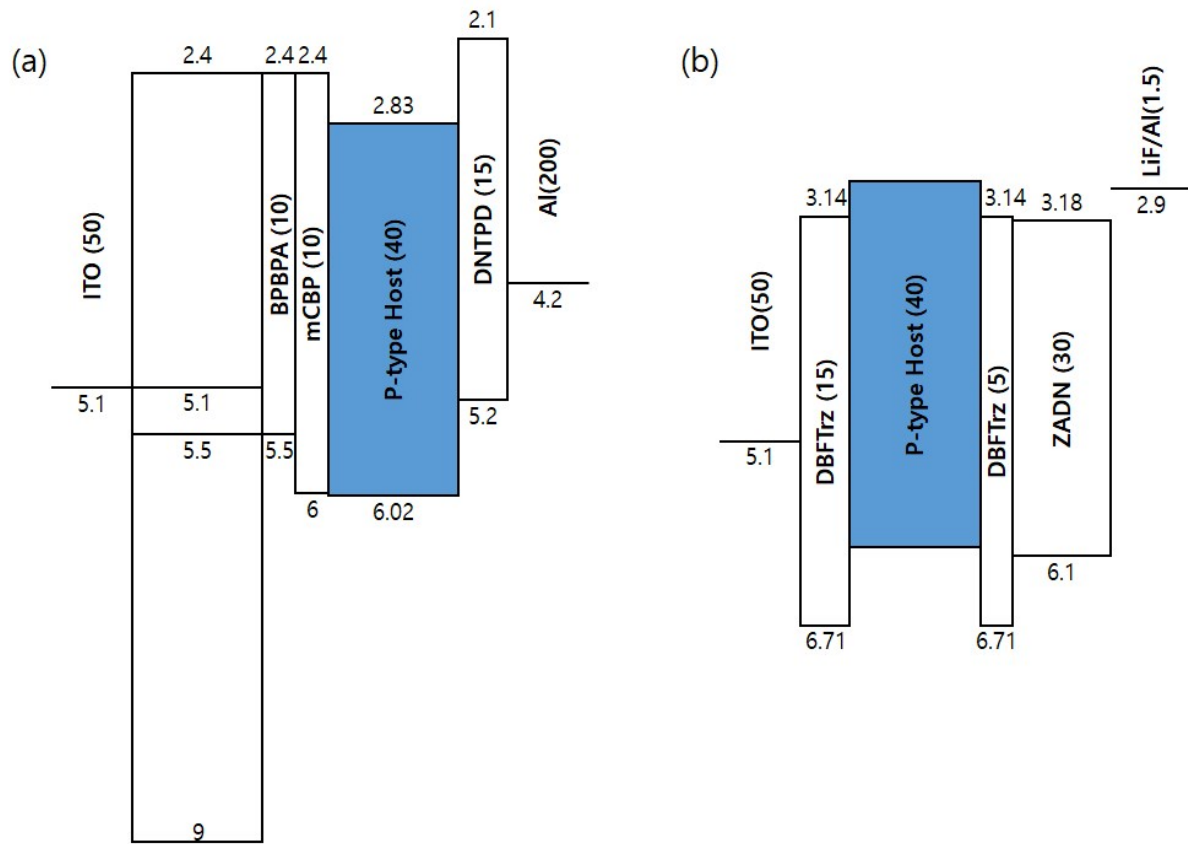 (a)
2.1
2.4
2.4
2.4
2.83
ITO (50)
BPBPA (10)
mCBP (10)
P-type Host (40)
DNTPD (15)
Al(200)
4.2
5.1
5.1
5.2
5.5
5.5
6
6.02
9
(b)
LiF/Al(1.5)
2.9
3.14
3.14
3.18
ITO(50)
DBFTrz (15)
P-type Host (40)
DBFTrz (5)
ZADN (30)
5.1
6.1
6.71
6.71